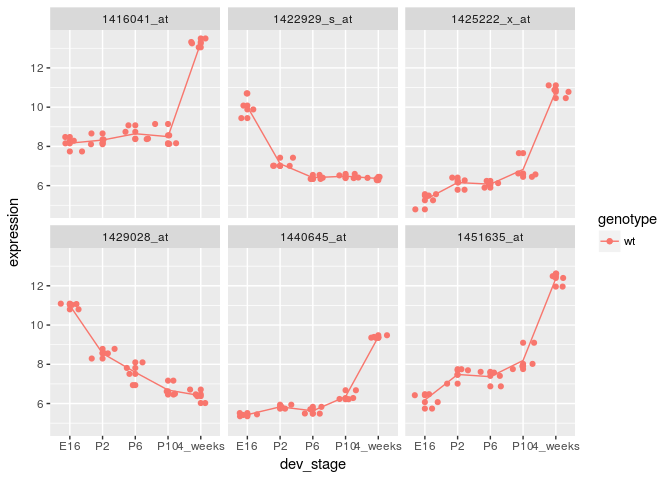 1416041_at 1422929_s_at 1425222_x_at
12
10
8
6
expression
genotype
wt
1429028_at 1440645_at 1451635_at
12
10
8
6
E16 P2 P6 P10 4_weeks E16 P2 P6 P10 4_weeks E16 P2 P6 P10 4_weeks
dev_stage